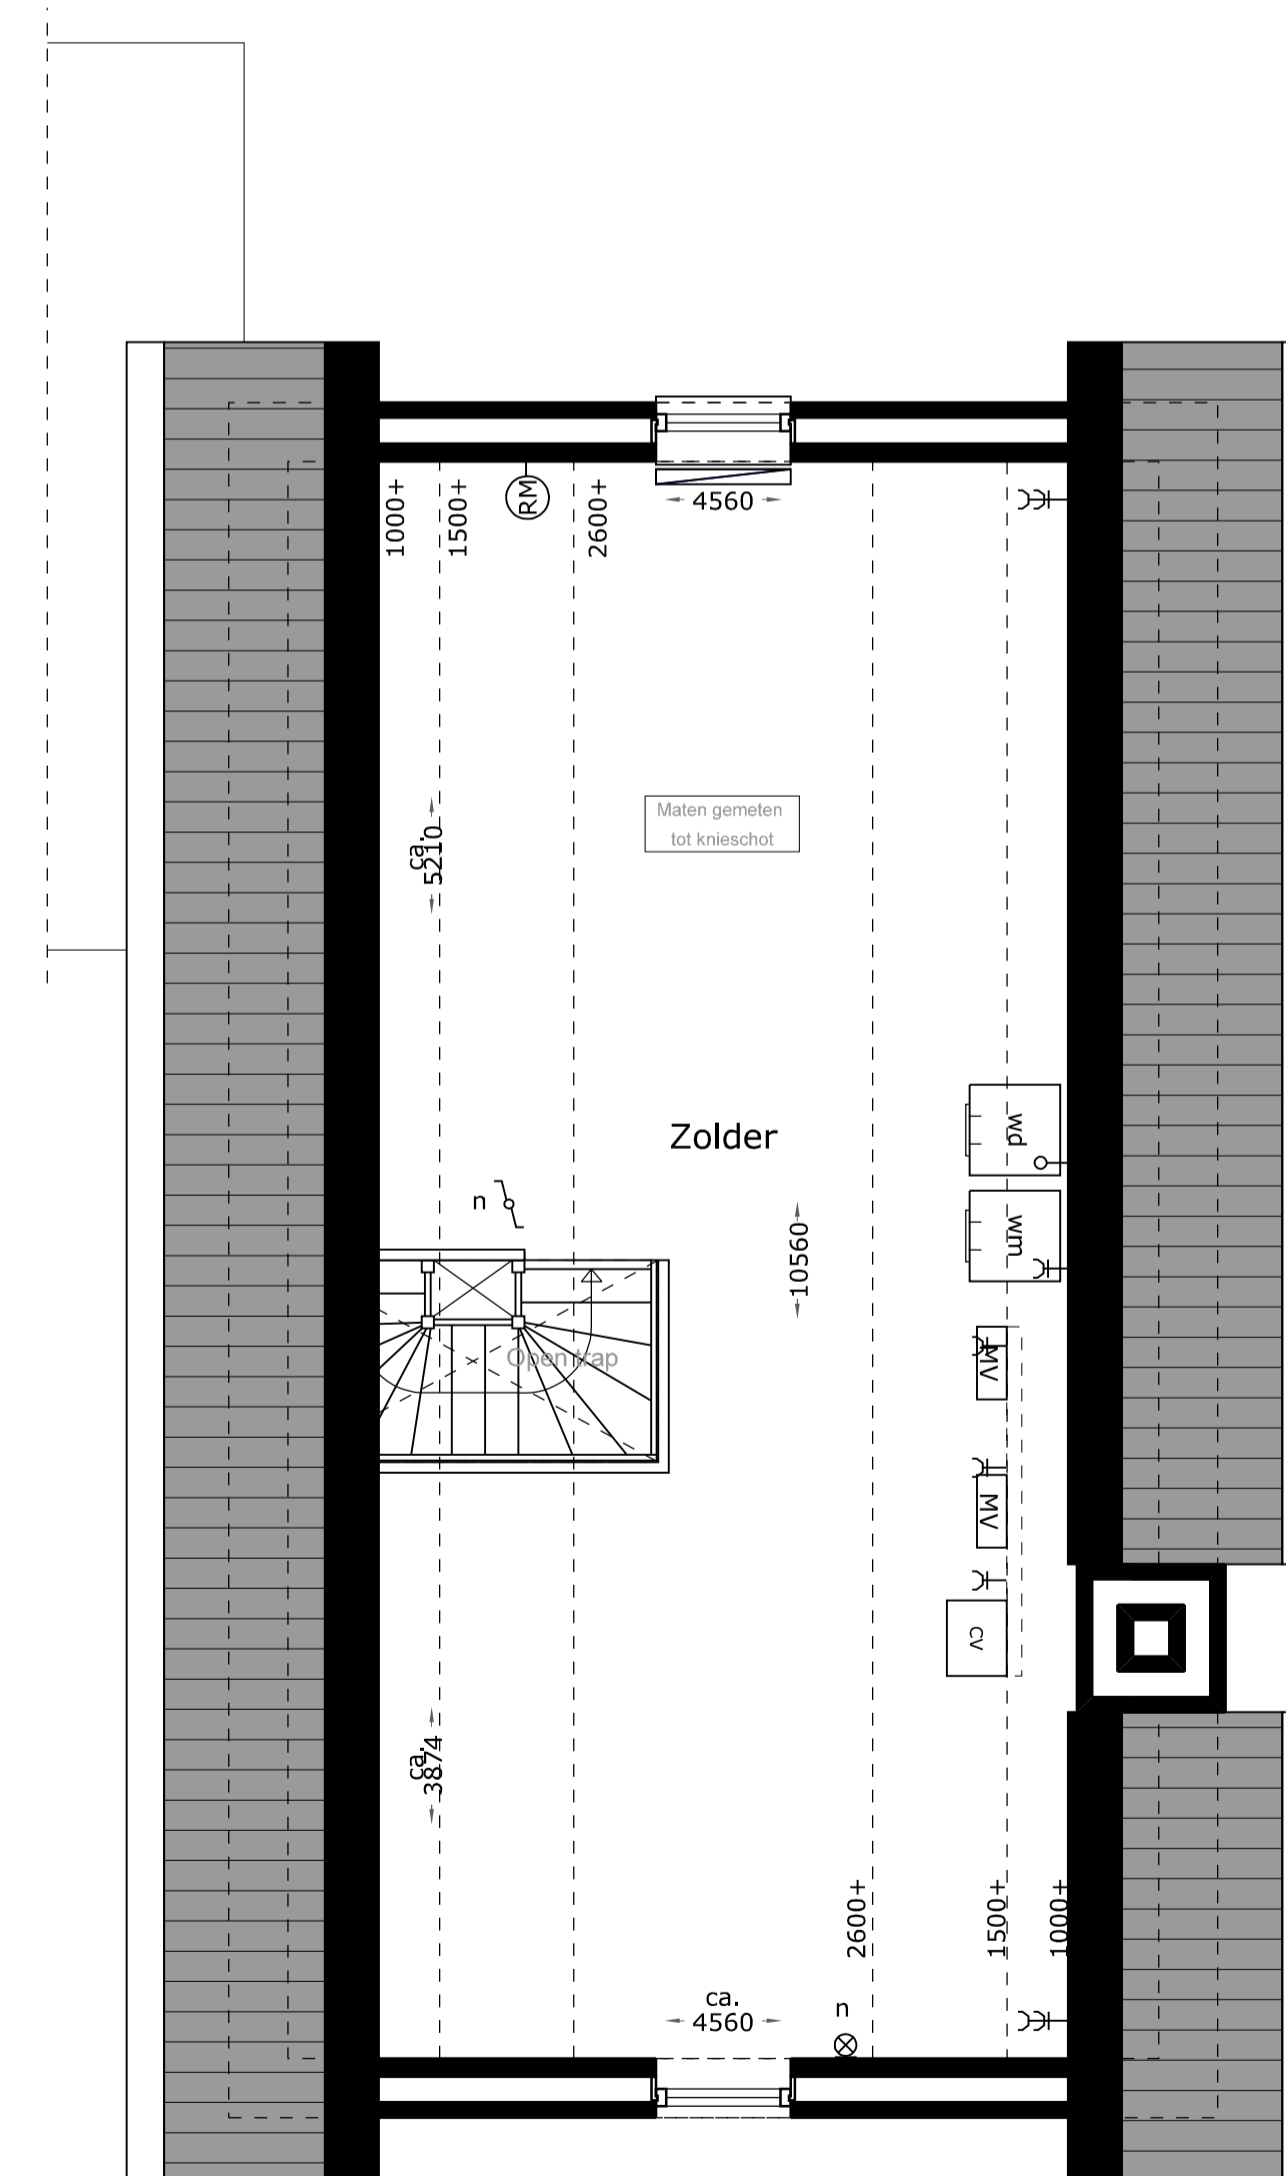 1000+
1500+
RM
2600+
4560
ca.
5210
Maten gemeten
tot knieschot
Zolder
wd
n
wm
10560
Open trap
MV
MV
cv
ca.
3874
2600+
1500+
1000+
ca.
4560
n